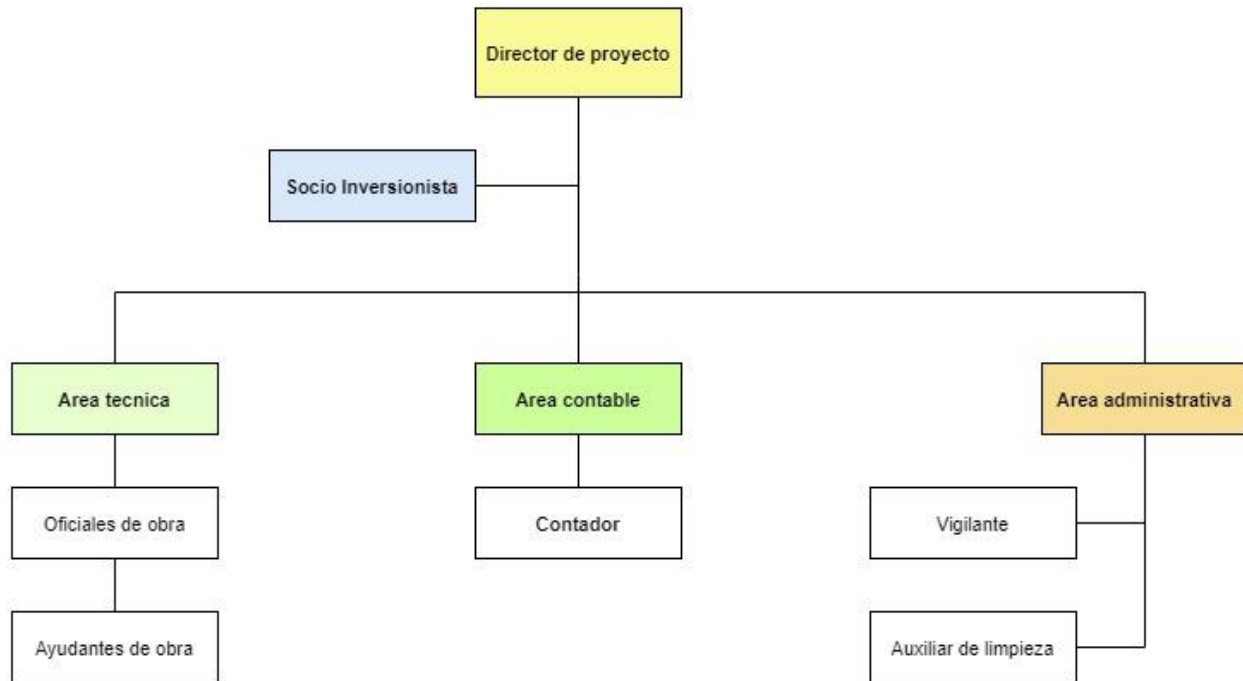 Director de proyecto
Socio Inversionista
Area tecnica
Area contable
Area administrativa
Oficiales de obra
Contador
Vigilante
Ayudantes de obra
Auxiliar de limpieza